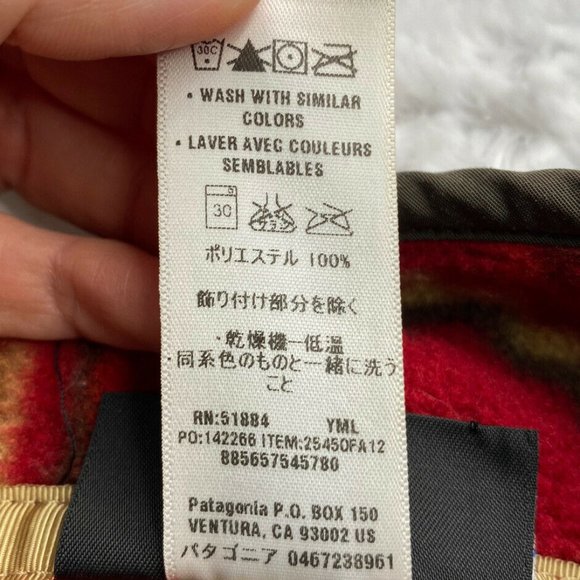 30C
• WASH WITH SIMILAR
COLORS
• LAVER AVEC COULEURS
SEMBLABLES
30
ポリエステル 100%
飾り付け部分を除く
・乾燥機一低温
・同系色のものと一緒に洗う
こと
RN:51884 YML
PO:142266 ITEM:25450FA12
885657545780
Patagonia P.O. BOX 150
VENTURA, CA 93002 US
パタゴニア 0467238961